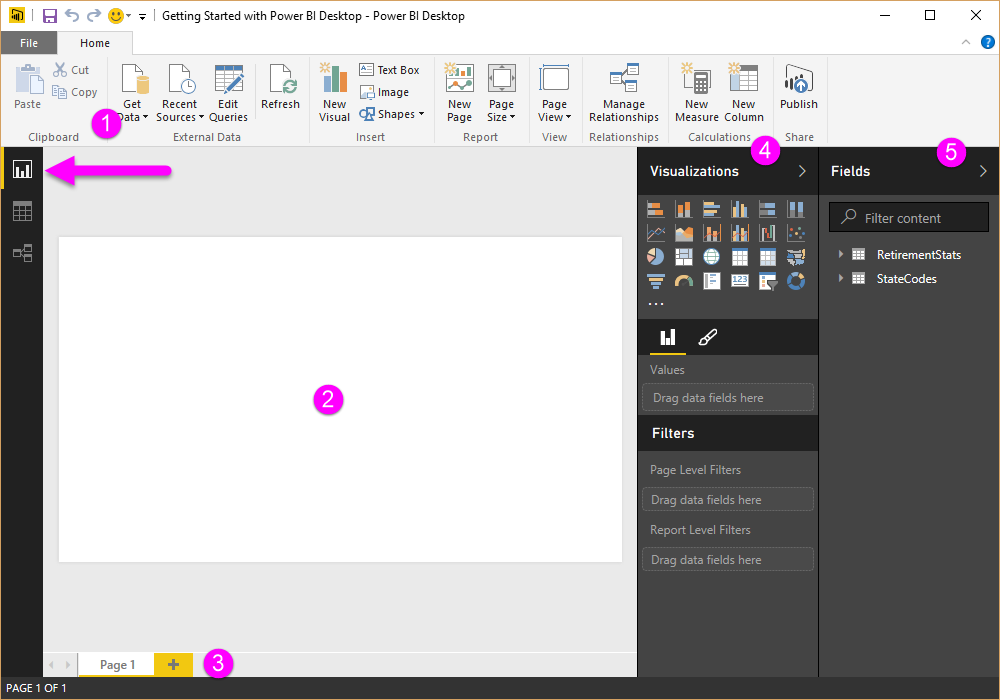 Getting Started with Power BI Desktop - Power BI Desktop
File Home
Paste
Cut
Copy
Clipboard
1
Get Data
Recent Sources
Edit Queries
Refresh
External Data
New Visual
Text Box
Image
Shapes
Insert
New Page
Page Size
Report
Page View
View
Manage Relationships
Relationships
New Measure
New Column
Calculations
Publish
Share
2
Page 1
3
PAGE 1 OF 1
4
Visualizations
123
...
Values
Drag data fields here
Filters
Page Level Filters
Drag data fields here
Report Level Filters
Drag data fields here
5
Fields
Filter content
RetirementStats
StateCodes